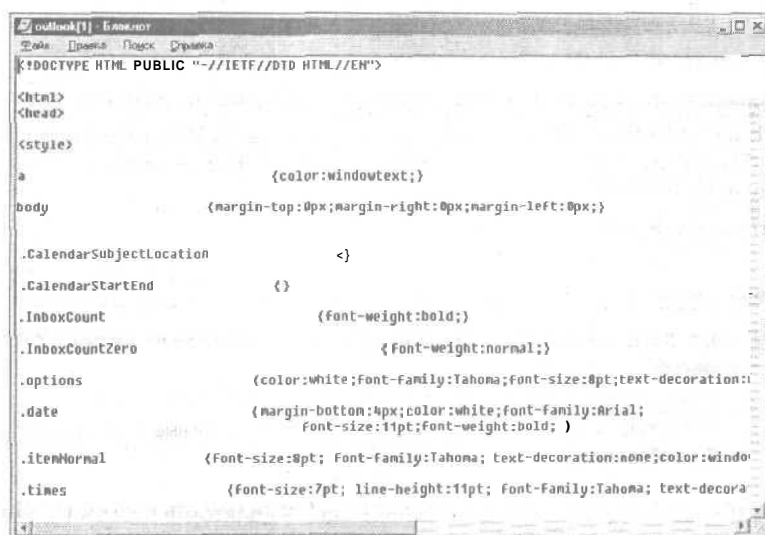 outlook[1] - Блокнот
Файл Правка Поиск Справка
<!DOCTYPE HTML PUBLIC "-//IETF//DTD HTML//EN">
<html>
<head>
<style>
a {color:windowtext;}
body {margin-top:0px;margin-right:0px;margin-left:0px;}
.CalendarSubjectLocation <}
.CalendarStartEnd {}
.InboxCount {font-weight:bold;}
.InboxCountZero {font-weight:normal;}
.options {color:white;font-family:Tahoma;font-size:8pt;text-decoration:
.date {margin-bottom:4px;color:white;font-family:Arial;
font-size:11pt;font-weight:bold; )
.itemNormal {font-size:8pt; font-family:Tahoma; text-decoration:none;color:windo
.times {font-size:7pt; line-height:11pt; font-family:Tahoma; text-decora